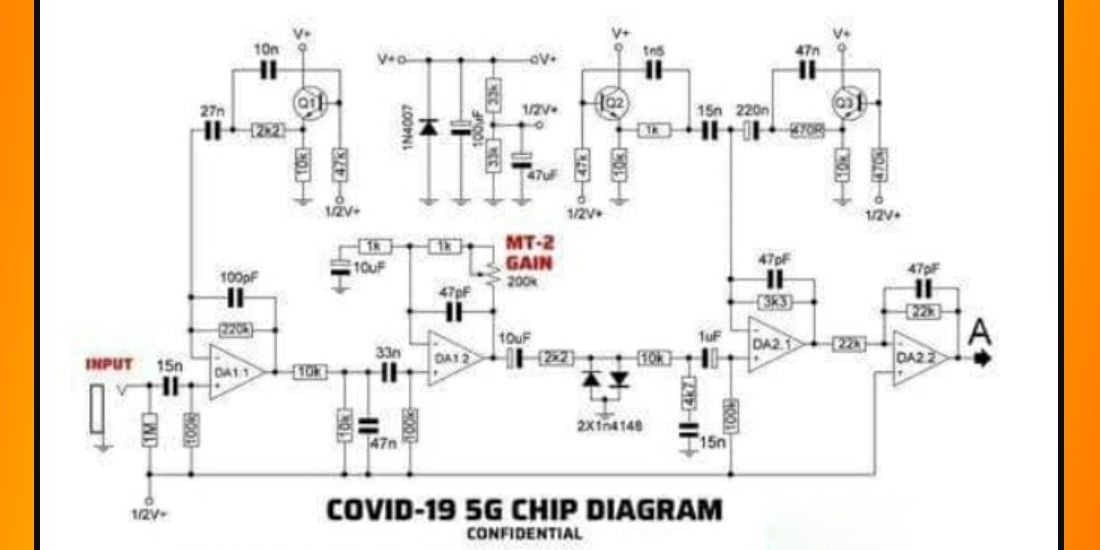 V+
10n
27n
Q1
2k2
10k
47k
1/2V+
V+
V+
1N4007
100uF
33k
33k
1/2V+
47uF
V+
1n5
Q2
1k
15n
47k
10k
1/2V+
V+
47n
220n
Q3
470R
10k
470k
1/2V+
1k
1k
MT-2
GAIN
200k
10uF
47pF
100pF
220k
INPUT
15n
DA1.1
10k
33n
DA1.2
10uF
2k2
10k
1uF
47pF
3k3
DA2.1
22k
47pF
22k
DA2.2
A
1M
100k
10k
47n
100k
2X1n4148
4k7
15n
100k
1/2V+
COVID-19 5G CHIP DIAGRAM
CONFIDENTIAL